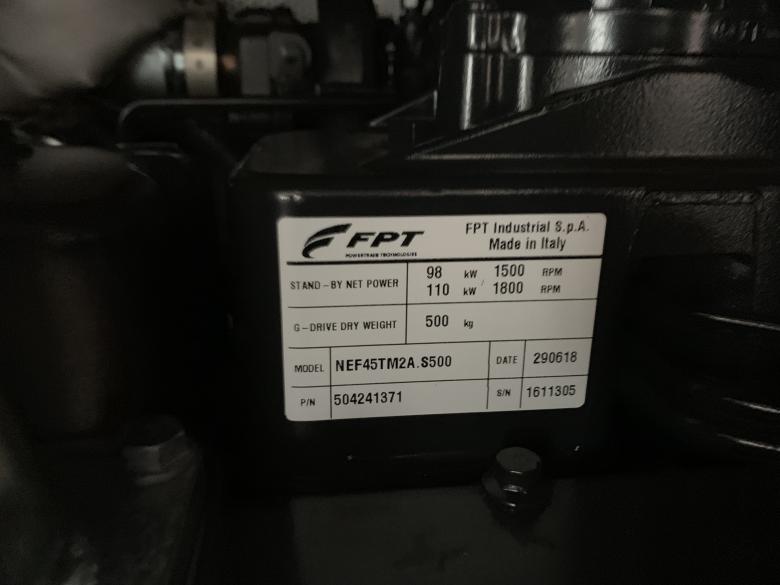 FPT
POWERTRAIN TECHNOLOGIES
FPT Industrial S.p.A.
Made in Italy
STAND-BY NET POWER
98 kW 1500 RPM
110 kW / 1800 RPM
G-DRIVE DRY WEIGHT 500 kg
MODEL NEF45TM2A.S500 DATE 290618
P/N 504241371 S/N 1611305